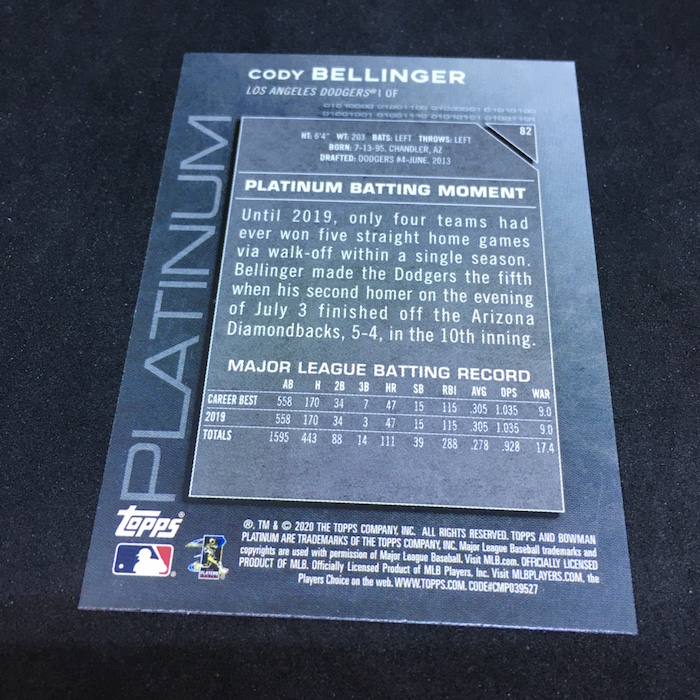 CODY BELLINGER
LOS ANGELES DODGERS® | OF
82
HT: 6'4" WT: 203 BATS: LEFT THROWS: LEFT
BORN: 7-13-95, CHANDLER, AZ
DRAFTED: DODGERS #4-JUNE, 2013
PLATINUM
PLATINUM BATTING MOMENT
Until 2019, only four teams had
ever won five straight home games
via walk-off within a single season.
Bellinger made the Dodgers the fifth
when his second homer on the evening
of July 3 finished off the Arizona
Diamondbacks, 5-4, in the 10th inning.
MAJOR LEAGUE BATTING RECORD
AB H 2B 3B HR SB RBI AVG OPS WAR
CAREER BEST 558 170 34 7 47 15 115 .305 1.035 9.0
2019 558 170 34 3 47 15 115 .305 1.035 9.0
TOTALS 1595 443 88 14 111 39 288 .278 .928 17.4
Topps®
®, TM & © 2020 THE TOPPS COMPANY, INC. ALL RIGHTS RESERVED. TOPPS AND BOWMAN
PLATINUM ARE TRADEMARKS OF THE TOPPS COMPANY, INC. Major League Baseball trademarks and
copyrights are used with permission of Major League Baseball. Visit MLB.com. OFFICIALLY LICENSED
PRODUCT OF MLB. Officially Licensed Product of MLB Players, Inc. Visit MLBPLAYERS.COM, the
Players Choice on the web. WWW.TOPPS.COM. CODE#CMP039527